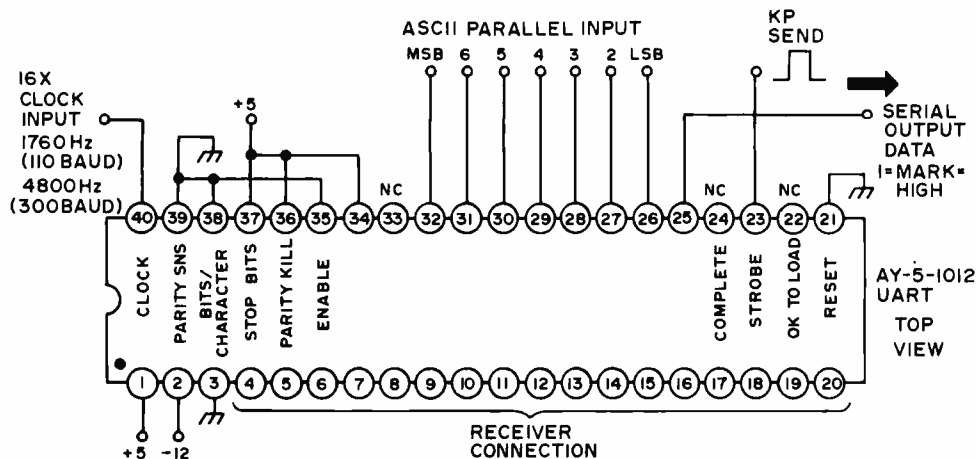 KP
SEND
ASCII PARALLEL INPUT
MSB 6 5 4 3 2 LSB
16X
CLOCK
INPUT
1760 Hz
(110 BAUD)
4800Hz
(300BAUD)
+5
SERIAL
OUTPUT
DATA
1=MARK=
HIGH
NC NC NC
40 39 38 37 36 35 34 33 32 31 30 29 28 27 26 25 24 23 22 21
CLOCK
PARITY SNS
BITS/
CHARACTER
STOP BITS
PARITY KILL
ENABLE
COMPLETE
STROBE
OK TO LOAD
RESET
AY-5-1012
UART
TOP
VIEW
1 2 3 4 5 6 7 8 9 10 11 12 13 14 15 16 17 18 19 20
+5 -12
RECEIVER
CONNECTION